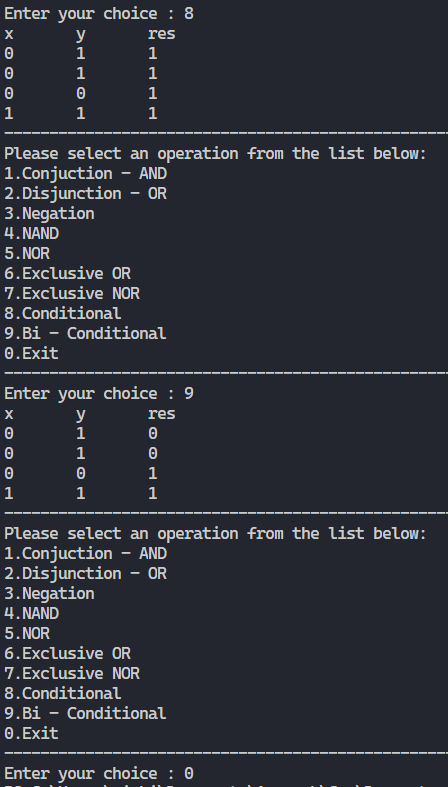 Enter your choice : 8
x y res
0 1 1
0 1 1
0 0 1
1 1 1
--------------------------------------------------
Please select an operation from the list below:
1.Conjuction - AND
2.Disjunction - OR
3.Negation
4.NAND
5.NOR
6.Exclusive OR
7.Exclusive NOR
8.Conditional
9.Bi - Conditional
0.Exit
--------------------------------------------------
Enter your choice : 9
x y res
0 1 0
0 1 0
0 0 1
1 1 1
--------------------------------------------------
Please select an operation from the list below:
1.Conjuction - AND
2.Disjunction - OR
3.Negation
4.NAND
5.NOR
6.Exclusive OR
7.Exclusive NOR
8.Conditional
9.Bi - Conditional
0.Exit
--------------------------------------------------
Enter your choice : 0